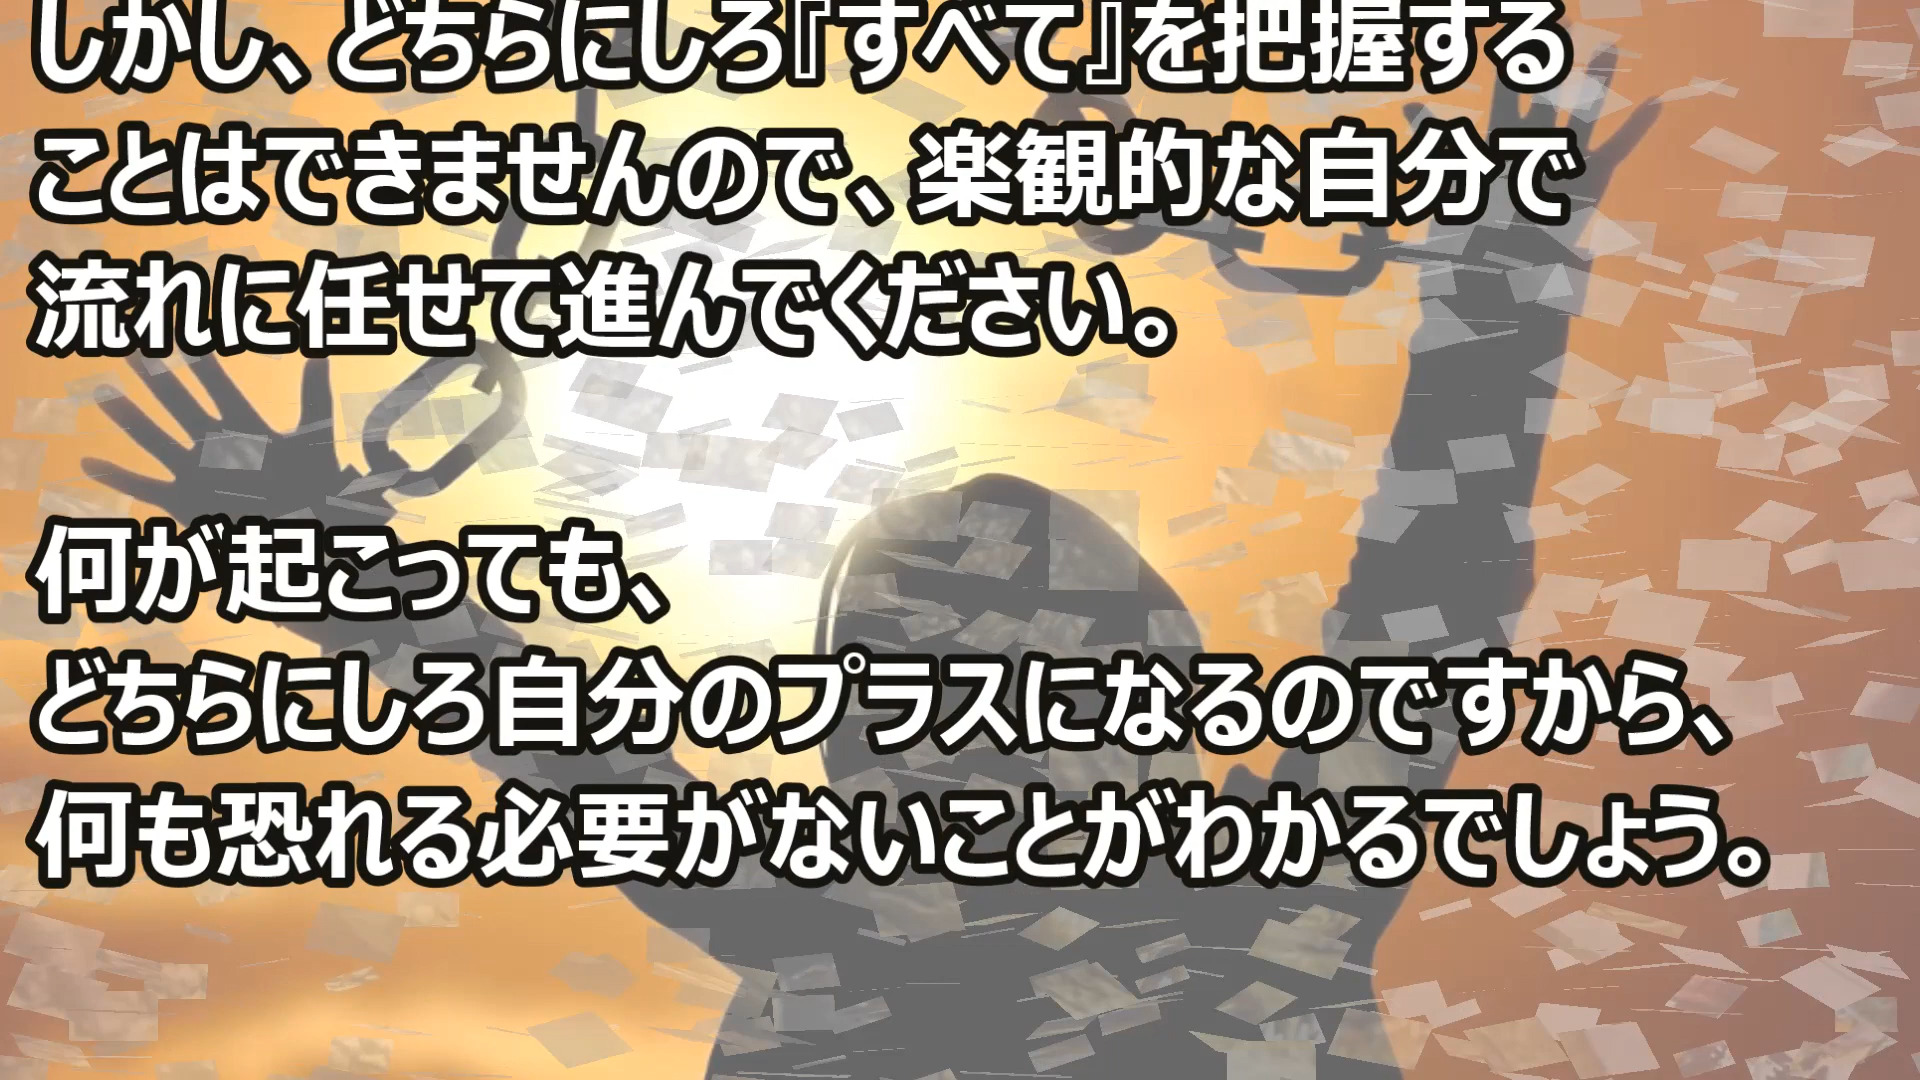 しかし、どちらにしろ『すべて』を把握する
ことはできませんので、楽観的な自分で
流れに任せて進んでください。
何が起こっても、
どちらにしろ自分のプラスになるのですから、
何も恐れる必要がないことがわかるでしょう。